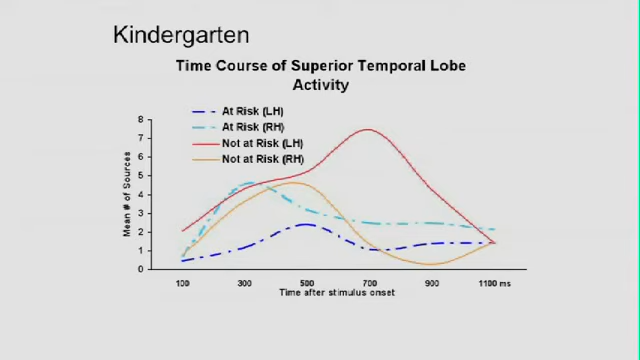 Kindergarten
Time Course of Superior Temporal Lobe
Activity
At Risk (LH)
At Risk (RH)
Not at Risk (LH)
Not at Risk (RH)
Mean # of Sources
8
7
6
5
4
3
2
1
0
100 300 500 700 900 1100 ms
Time after stimulus onset